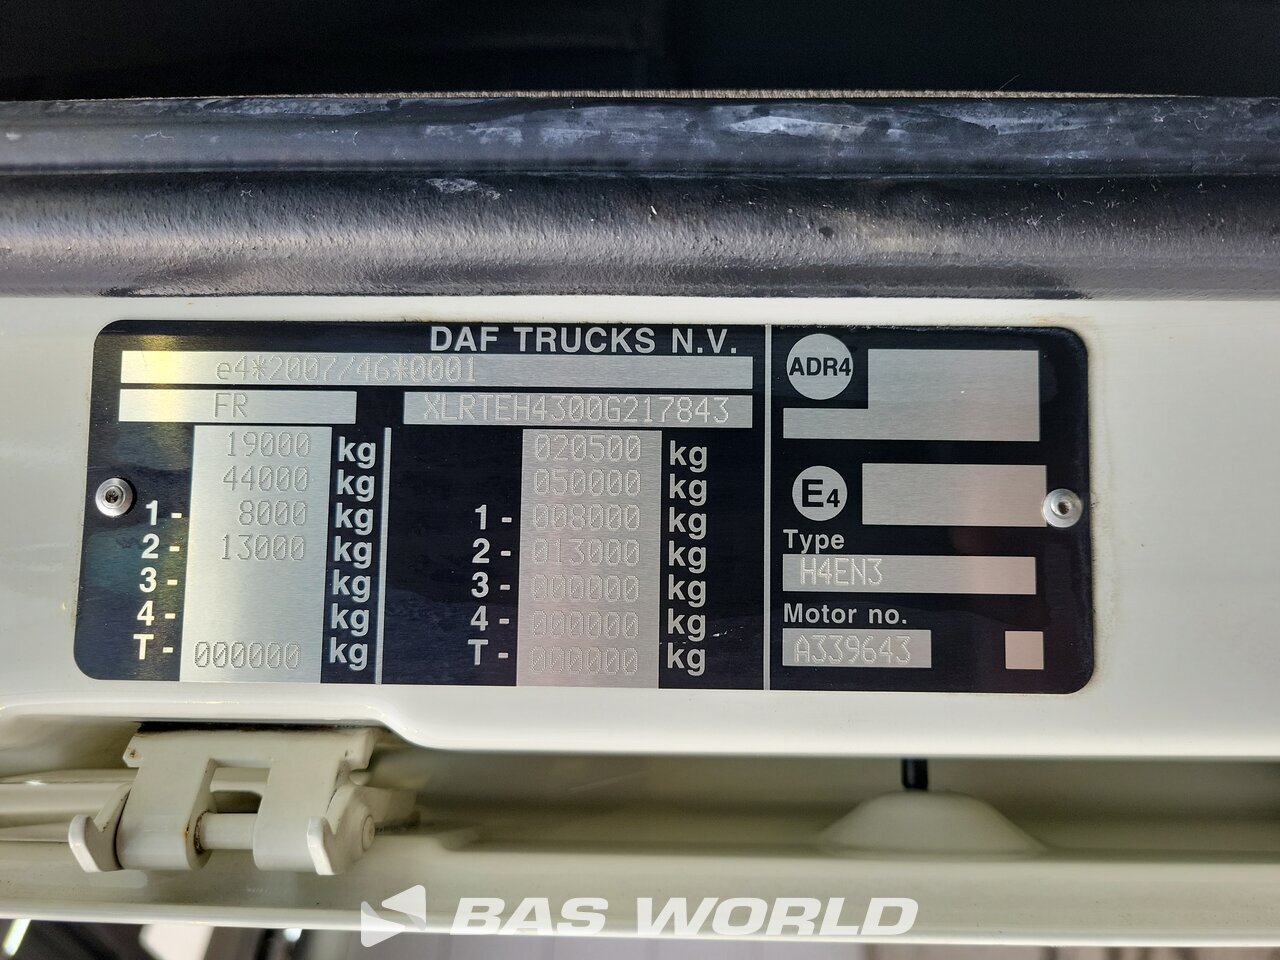 DAF TRUCKS N.V.
e4*2007/46*0001
FR
XLRTEH4300G217843
19000 kg
44000 kg
1- 8000 kg
2- 13000 kg
3- kg
4- kg
T- 000000 kg
020500 kg
050000 kg
1- 008000 kg
2- 013000 kg
3- 000000 kg
4- 000000 kg
T- 000000 kg
ADR4
E4
Type
H4EN3
Motor no.
A339643
BAS WORLD